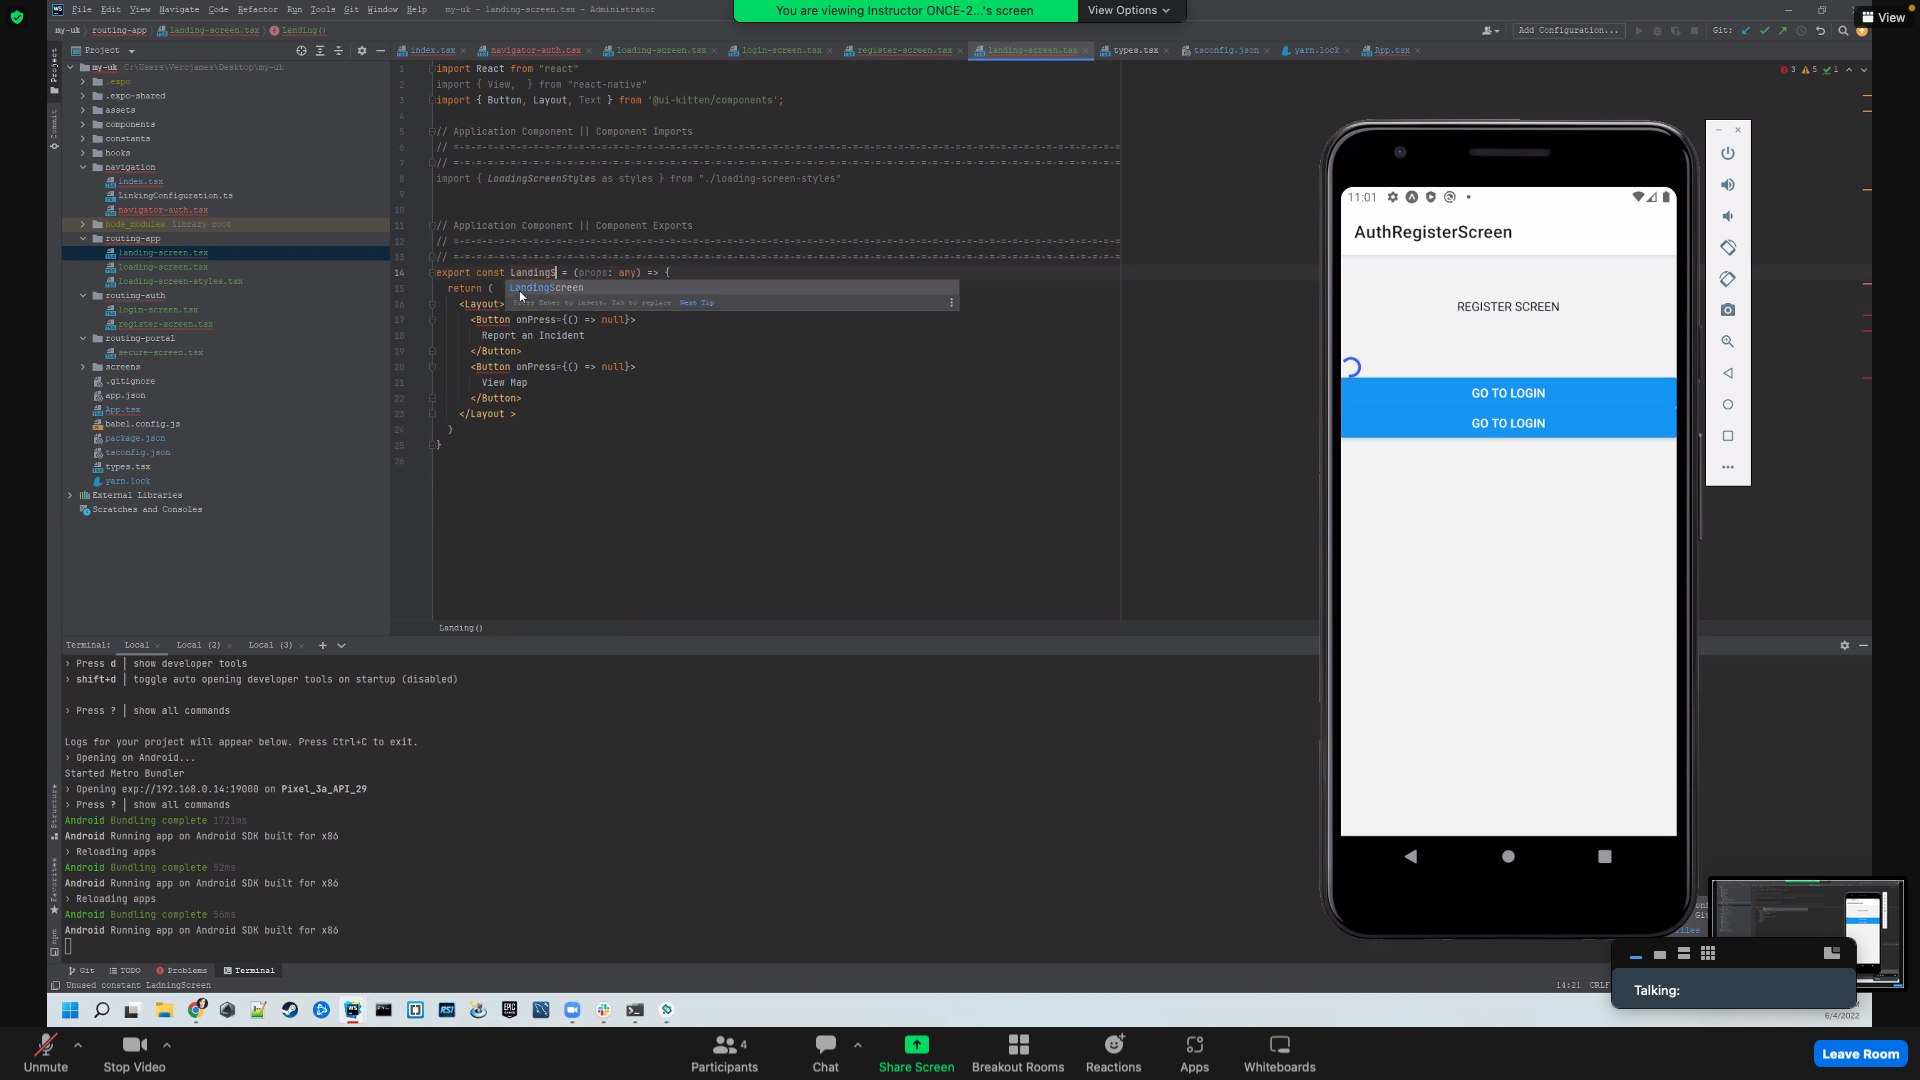 You are viewing Instructor ONCE-2...'s screen
View Options
View
WS File Edit View Navigate Code Refactor Run Tools Git Window Help my-uk - landing-screen.tsx - Administrator
my-uk routing-app landing-screen.tsx Landing()
Add Configuration... Git:
Project
index.tsx navigator-auth.tsx loading-screen.tsx login-screen.tsx register-screen.tsx landing-screen.tsx types.tsx tsconfig.json yarn.lock App.tsx
my-uk C:\Users\Vercjames\Desktop\my-uk
.expo
.expo-shared
assets
components
constants
hooks
navigation
index.tsx
LinkingConfiguration.ts
navigator-auth.tsx
node_modules library root
routing-app
landing-screen.tsx
loading-screen.tsx
loading-screen-styles.tsx
routing-auth
login-screen.tsx
register-screen.tsx
routing-portal
secure-screen.tsx
screens
.gitignore
app.json
App.tsx
babel.config.js
package.json
tsconfig.json
types.tsx
yarn.lock
External Libraries
Scratches and Consoles
Project
Commit
3 5 1
1 import React from "react"
2 import { View, } from "react-native"
3 import { Button, Layout, Text } from '@ui-kitten/components';
4
5 // Application Component || Component Imports
6 // =-=-=-=-=-=-=-=-=-=-=-=-=-=-=-=-=-=-=-=-=-=-=-=-=-=-=-=-=-=-=-=-=-=-=-=-=-=-=-=-=-=-=-=-=-=-=-=-=-=-=-=-=-=-=-=-=-=-=
7 // =-=-=-=-=-=-=-=-=-=-=-=-=-=-=-=-=-=-=-=-=-=-=-=-=-=-=-=-=-=-=-=-=-=-=-=-=-=-=-=-=-=-=-=-=-=-=-=-=-=-=-=-=-=-=-=-=-=-=
8 import { LoadingScreenStyles as styles } from "./loading-screen-styles"
9
10
11 // Application Component || Component Exports
12 // =-=-=-=-=-=-=-=-=-=-=-=-=-=-=-=-=-=-=-=-=-=-=-=-=-=-=-=-=-=-=-=-=-=-=-=-=-=-=-=-=-=-=-=-=-=-=-=-=-=-=-=-=-=-=-=-=-=-=
13 // =-=-=-=-=-=-=-=-=-=-=-=-=-=-=-=-=-=-=-=-=-=-=-=-=-=-=-=-=-=-=-=-=-=-=-=-=-=-=-=-=-=-=-=-=-=-=-=-=-=-=-=-=-=-=-=-=-=-=
14 export const LandingS = (props: any) => {
15 return (
LandingScreen
Press Enter to insert, Tab to replace Next Tip
16 <Layout>
17 <Button onPress={() => null}>
18 Report an Incident
19 </Button>
20 <Button onPress={() => null}>
21 View Map
22 </Button>
23 </Layout >
24 )
25 }
26
Landing()
11:01
AuthRegisterScreen
REGISTER SCREEN
GO TO LOGIN
GO TO LOGIN
Terminal: Local Local (2) Local (3)
› Press d | show developer tools
› shift+d | toggle auto opening developer tools on startup (disabled)
› Press ? | show all commands
Logs for your project will appear below. Press Ctrl+C to exit.
› Opening on Android...
Started Metro Bundler
› Opening exp://192.168.0.14:19000 on Pixel_3a_API_29
› Press ? | show all commands
Android Bundling complete 1721ms
Android Running app on Android SDK built for x86
› Reloading apps
Android Bundling complete 52ms
Android Running app on Android SDK built for x86
› Reloading apps
Android Bundling complete 56ms
Android Running app on Android SDK built for x86
Structure
Favorites
npm
Git TODO Problems Terminal
Unused constant LadningScreen
14:21 CRLF
Talking:
6/4/2022
Unmute
Stop Video
4
Participants
Chat
Share Screen
Breakout Rooms
Reactions
Apps
Whiteboards
Leave Room